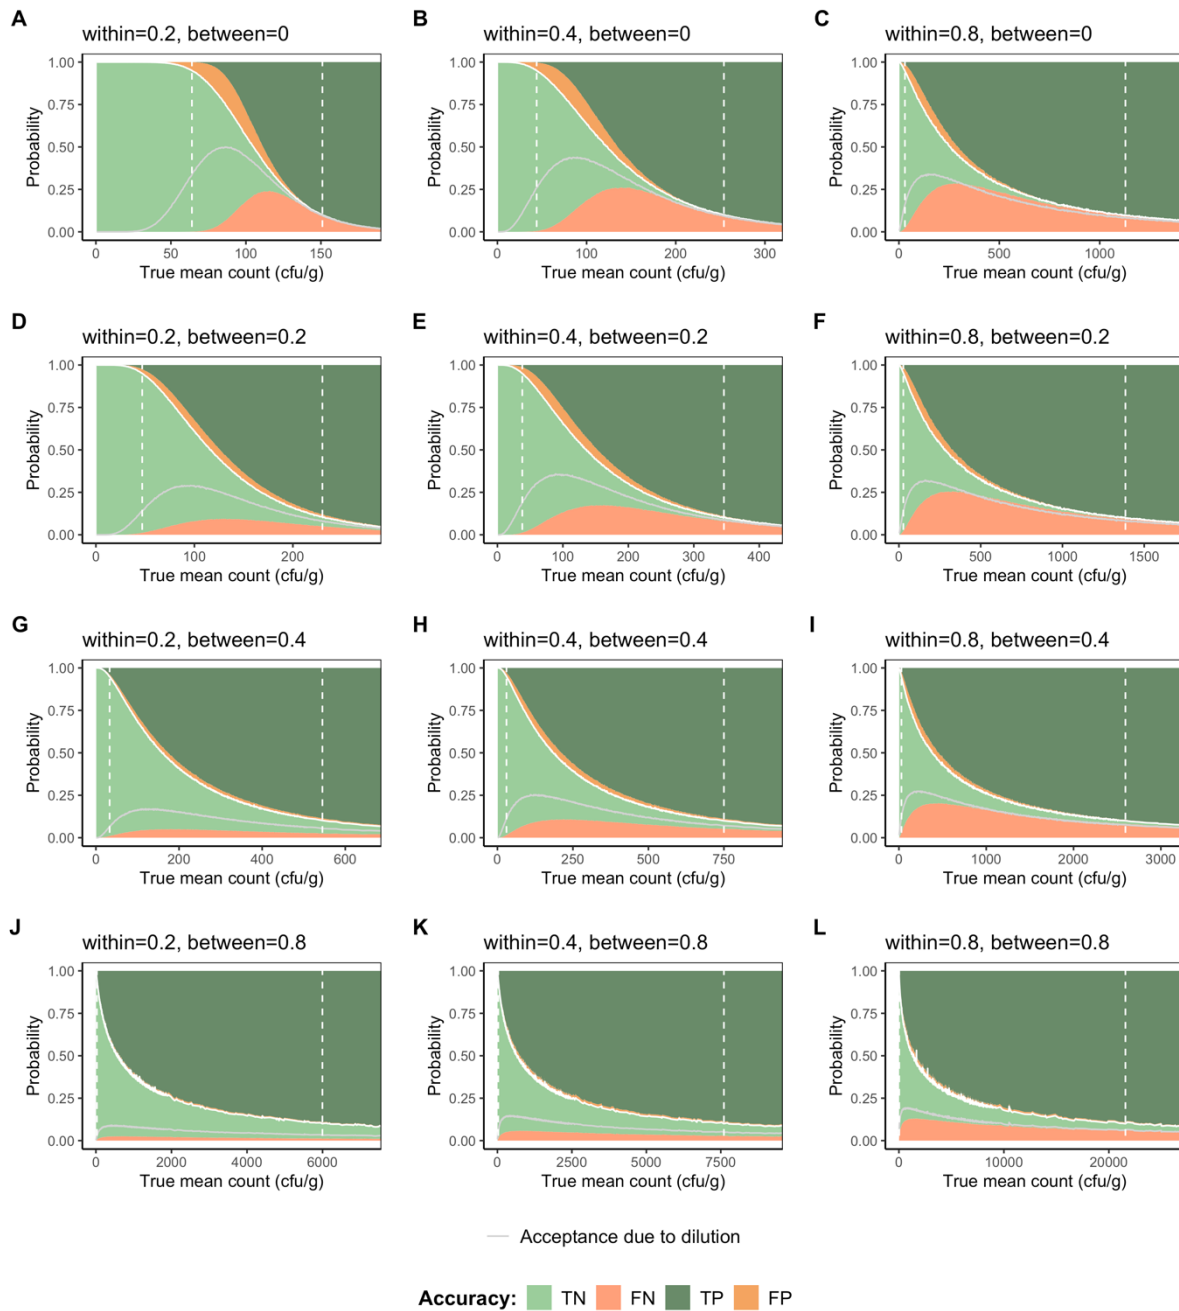 A
within=0.2, between=0
Probability
1.00
0.75
0.50
0.25
0.00
0
50
100
150
True mean count (cfu/g)
B
within=0.4, between=0
Probability
1.00
0.75
0.50
0.25
0.00
0
100
200
300
True mean count (cfu/g)
C
within=0.8, between=0
Probability
1.00
0.75
0.50
0.25
0.00
0
500
1000
True mean count (cfu/g)
D
within=0.2, between=0.2
Probability
1.00
0.75
0.50
0.25
0.00
0
100
200
True mean count (cfu/g)
E
within=0.4, between=0.2
Probability
1.00
0.75
0.50
0.25
0.00
0
100
200
300
400
True mean count (cfu/g)
F
within=0.8, between=0.2
Probability
1.00
0.75
0.50
0.25
0.00
0
500
1000
1500
True mean count (cfu/g)
G
within=0.2, between=0.4
Probability
1.00
0.75
0.50
0.25
0.00
0
200
400
600
True mean count (cfu/g)
H
within=0.4, between=0.4
Probability
1.00
0.75
0.50
0.25
0.00
0
250
500
750
True mean count (cfu/g)
I
within=0.8, between=0.4
Probability
1.00
0.75
0.50
0.25
0.00
0
1000
2000
3000
True mean count (cfu/g)
J
within=0.2, between=0.8
Probability
1.00
0.75
0.50
0.25
0.00
0
2000
4000
6000
True mean count (cfu/g)
K
within=0.4, between=0.8
Probability
1.00
0.75
0.50
0.25
0.00
0
2500
5000
7500
True mean count (cfu/g)
L
within=0.8, between=0.8
Probability
1.00
0.75
0.50
0.25
0.00
0
10000
20000
True mean count (cfu/g)
Acceptance due to dilution
Accuracy: TN FN TP FP